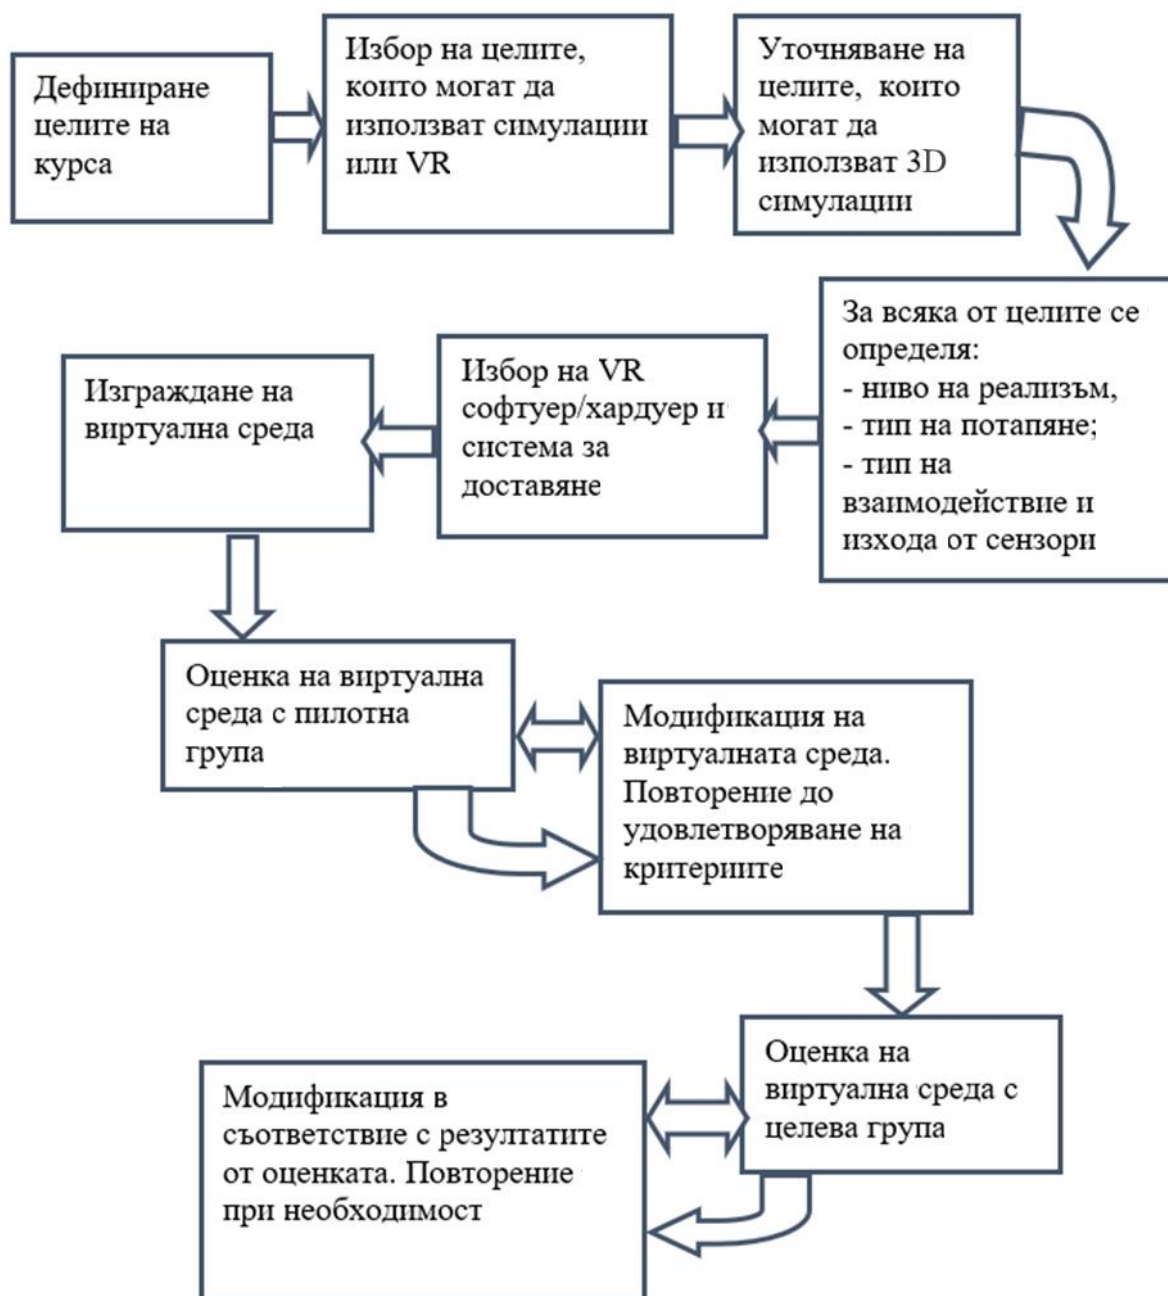 Дефиниране
целите на
курса
Избор на целите,
които могат да
използват симулации
или VR
Уточняване на
целите, които
могат да
използват 3D
симулации
За всяка от целите се
определя:
- ниво на реализъм,
- тип на потапяне;
- тип на
взаимодействие и
изхода от сензори
Избор на VR
софтуер/хардуер и
система за
доставяне
Изграждане на
виртуална среда
Оценка на виртуална
среда с пилотна
група
Модификация на
виртуалната среда.
Повторение до
удовлетворяване на
критериите
Оценка на
виртуална среда с
целева група
Модификация в
съответствие с резултатите
от оценката. Повторение
при необходимост